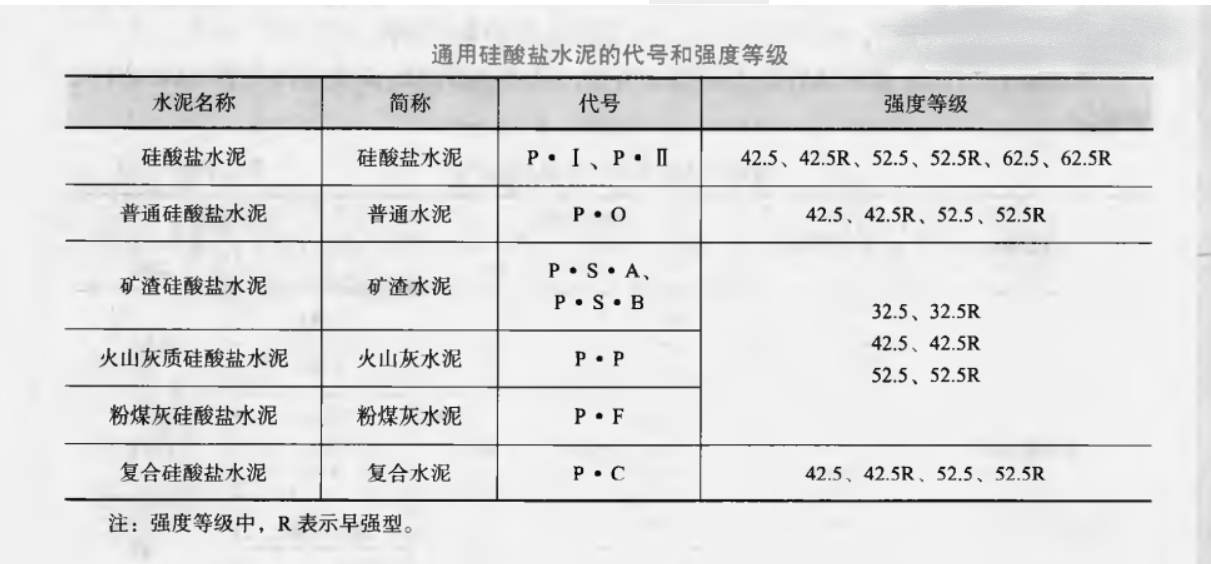 通用硅酸盐水泥的代号和强度等级
水泥名称 简称 代号 强度等级
硅酸盐水泥 硅酸盐水泥 P•Ⅰ、P•Ⅱ 42.5、42.5R、52.5、52.5R、62.5、62.5R
普通硅酸盐水泥 普通水泥 P•O 42.5、42.5R、52.5、52.5R
矿渣硅酸盐水泥 矿渣水泥 P•S•A、
P•S•B
32.5、32.5R
42.5、42.5R
52.5、52.5R
火山灰质硅酸盐水泥 火山灰水泥 P•P
粉煤灰硅酸盐水泥 粉煤灰水泥 P•F
复合硅酸盐水泥 复合水泥 P•C 42.5、42.5R、52.5、52.5R
注：强度等级中，R 表示早强型。